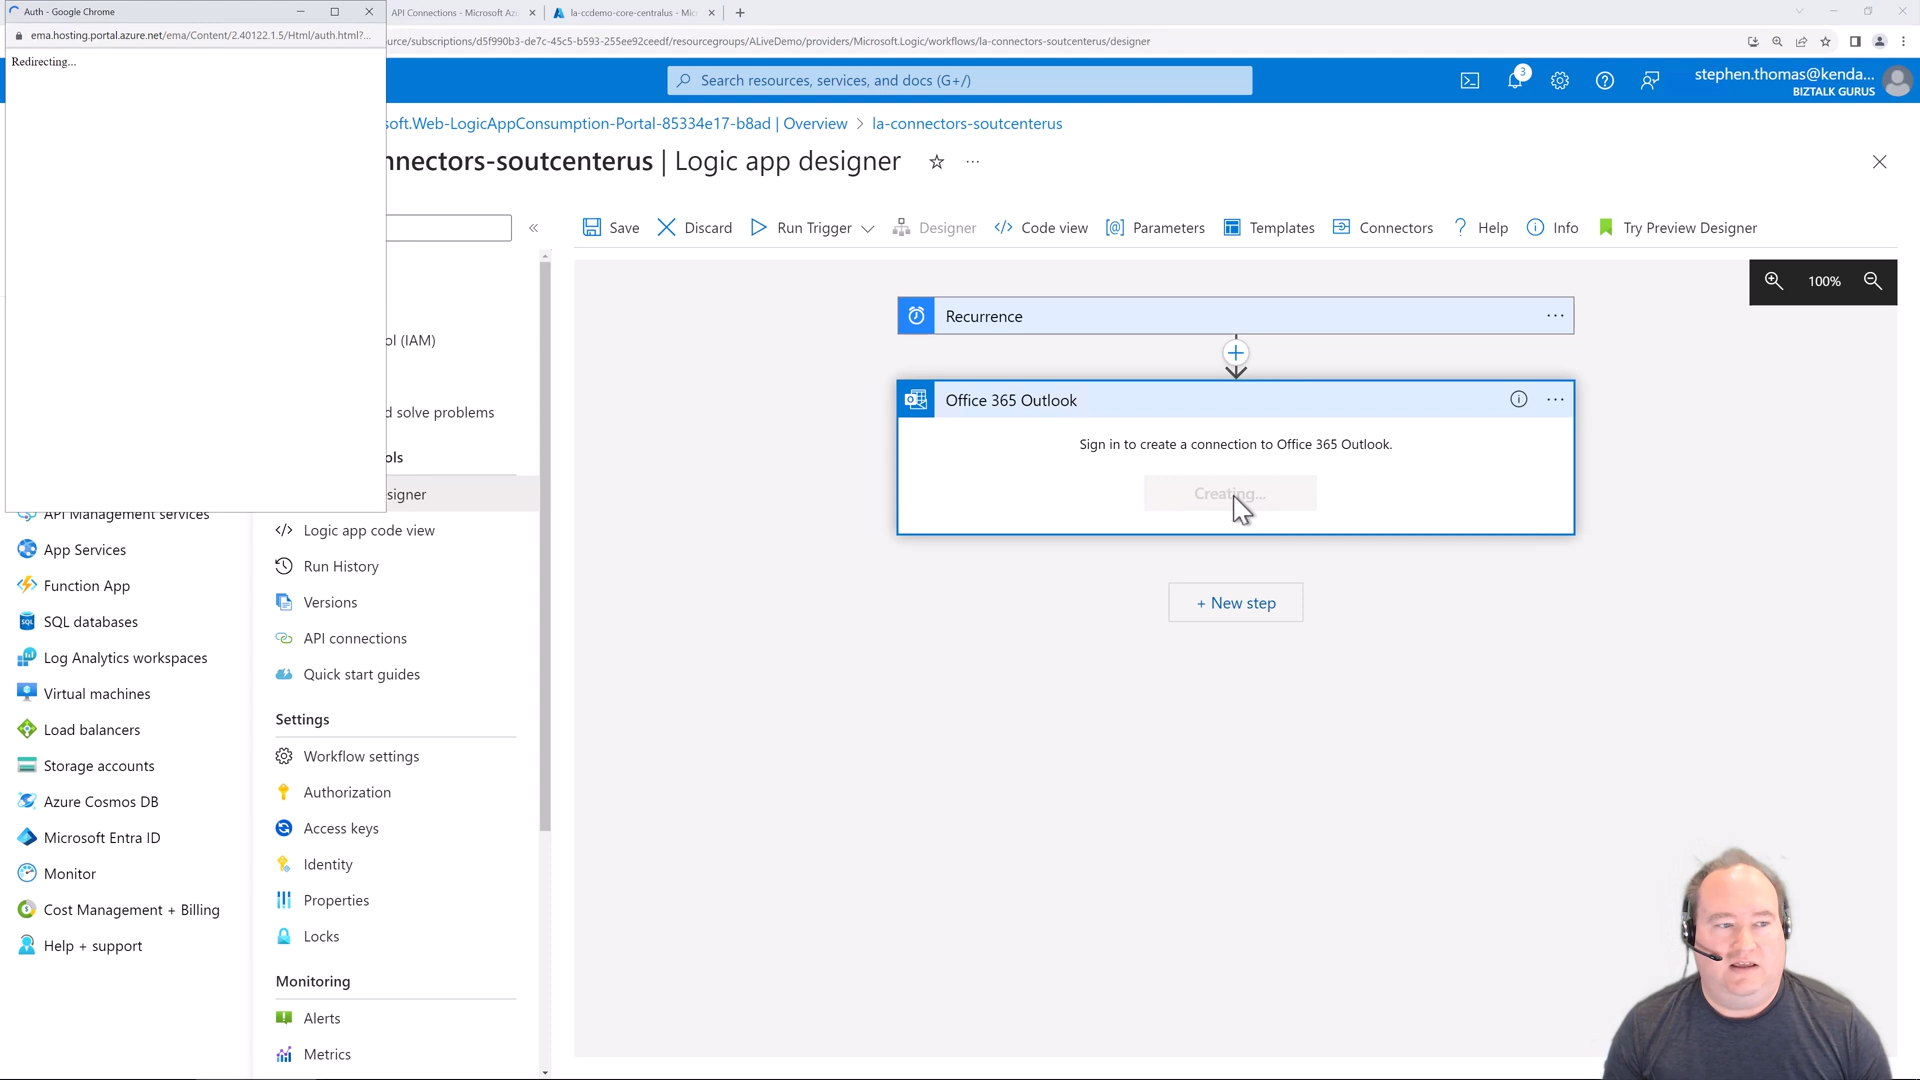 Auth - Google Chrome
API Connections - Microsoft Az
la-ccdemo-core-centralus - Mic
ema.hosting.portal.azure.net/ema/Content/2.40122.1.5/Html/auth.html?...
urce/subscriptions/d5f990b3-de7c-45c5-b593-255ee92ceedf/resourcegroups/ALiveDemo/providers/Microsoft.Logic/workflows/la-connectors-soutcenterus/designer
Redirecting...
Search resources, services, and docs (G+/)
3
stephen.thomas@kenda...
BIZTALK GURUS
soft.Web-LogicAppConsumption-Portal-85334e17-b8ad | Overview > la-connectors-soutcenterus
nnectors-soutcenterus | Logic app designer
Save
Discard
Run Trigger
Designer
Code view
Parameters
Templates
Connectors
Help
Info
Try Preview Designer
100%
Recurrence
Office 365 Outlook
Sign in to create a connection to Office 365 Outlook.
Creating...
+ New step
API Management services
App Services
Function App
SQL databases
Log Analytics workspaces
Virtual machines
Load balancers
Storage accounts
Azure Cosmos DB
Microsoft Entra ID
Monitor
Cost Management + Billing
Help + support
ol (IAM)
d solve problems
ols
signer
Logic app code view
Run History
Versions
API connections
Quick start guides
Settings
Workflow settings
Authorization
Access keys
Identity
Properties
Locks
Monitoring
Alerts
Metrics